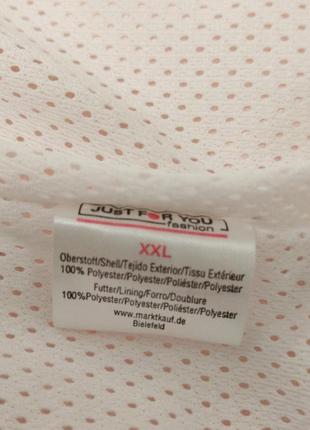 JUST FOR YOU
fashion
XXL
Oberstoff/Shell/Tejido Exterior/Tissu Extérieur
100% Polyester/Polyester/Poliéster/Polyester
Futter/Lining/Forro/Doublure
100%Polyester/Polyester/Poliéster/Polyester
www.marktkauf.de
Bielefeld